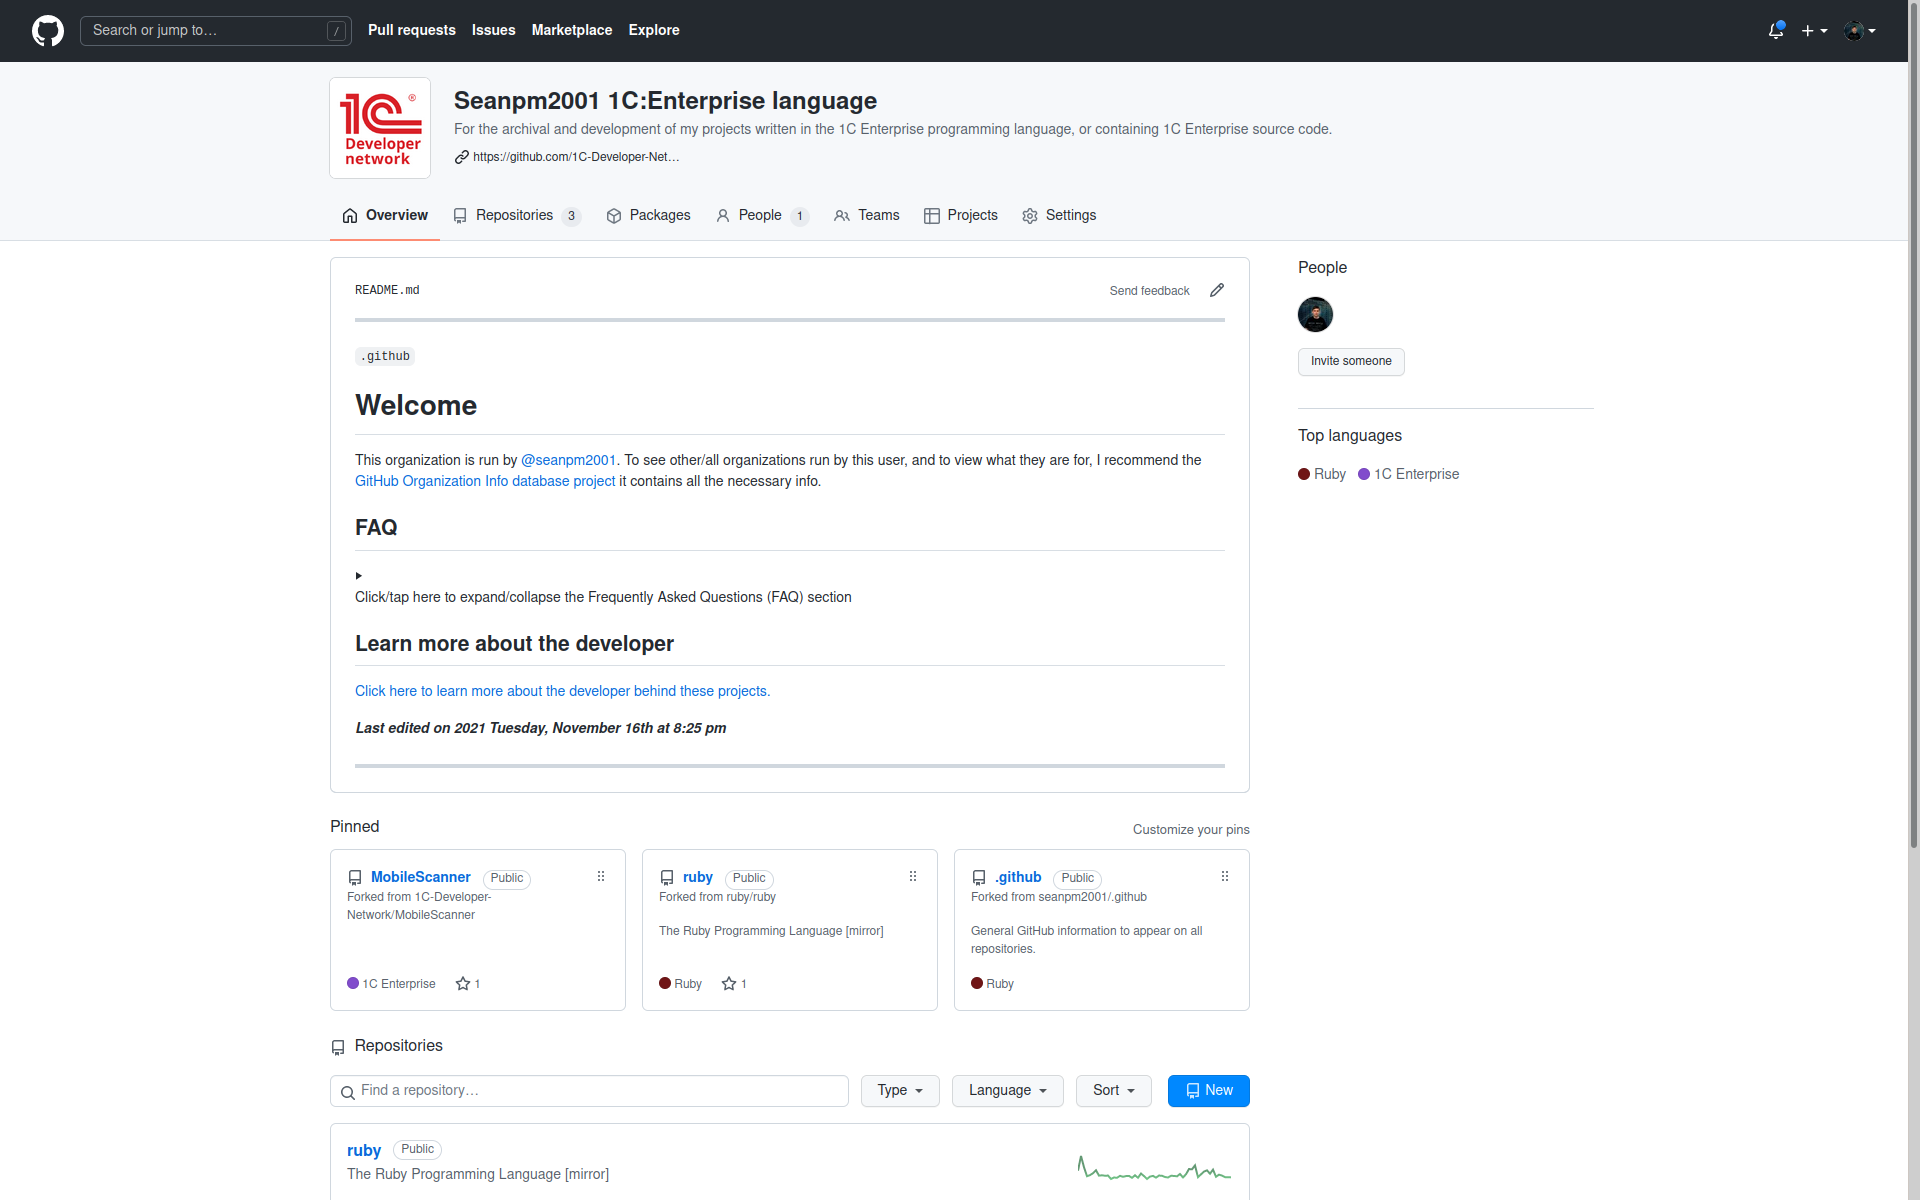 Search or jump to…
/
Pull requests
Issues
Marketplace
Explore
1C ®
Developer
network
Seanpm2001 1C:Enterprise language
For the archival and development of my projects written in the 1C Enterprise programming language, or containing 1C Enterprise source code.
https://github.com/1C-Developer-Net…
Overview
Repositories 3
Packages
People 1
Teams
Projects
Settings
README.md
Send feedback
.github
Welcome
This organization is run by @seanpm2001. To see other/all organizations run by this user, and to view what they are for, I recommend the
GitHub Organization Info database project it contains all the necessary info.
FAQ
Click/tap here to expand/collapse the Frequently Asked Questions (FAQ) section
Learn more about the developer
Click here to learn more about the developer behind these projects.
Last edited on 2021 Tuesday, November 16th at 8:25 pm
People
Invite someone
Top languages
Ruby
1C Enterprise
Pinned
Customize your pins
MobileScanner Public
Forked from 1C-Developer-
Network/MobileScanner
1C Enterprise
1
ruby Public
Forked from ruby/ruby
The Ruby Programming Language [mirror]
Ruby
1
.github Public
Forked from seanpm2001/.github
General GitHub information to appear on all
repositories.
Ruby
Repositories
Find a repository…
Type
Language
Sort
New
ruby Public
The Ruby Programming Language [mirror]